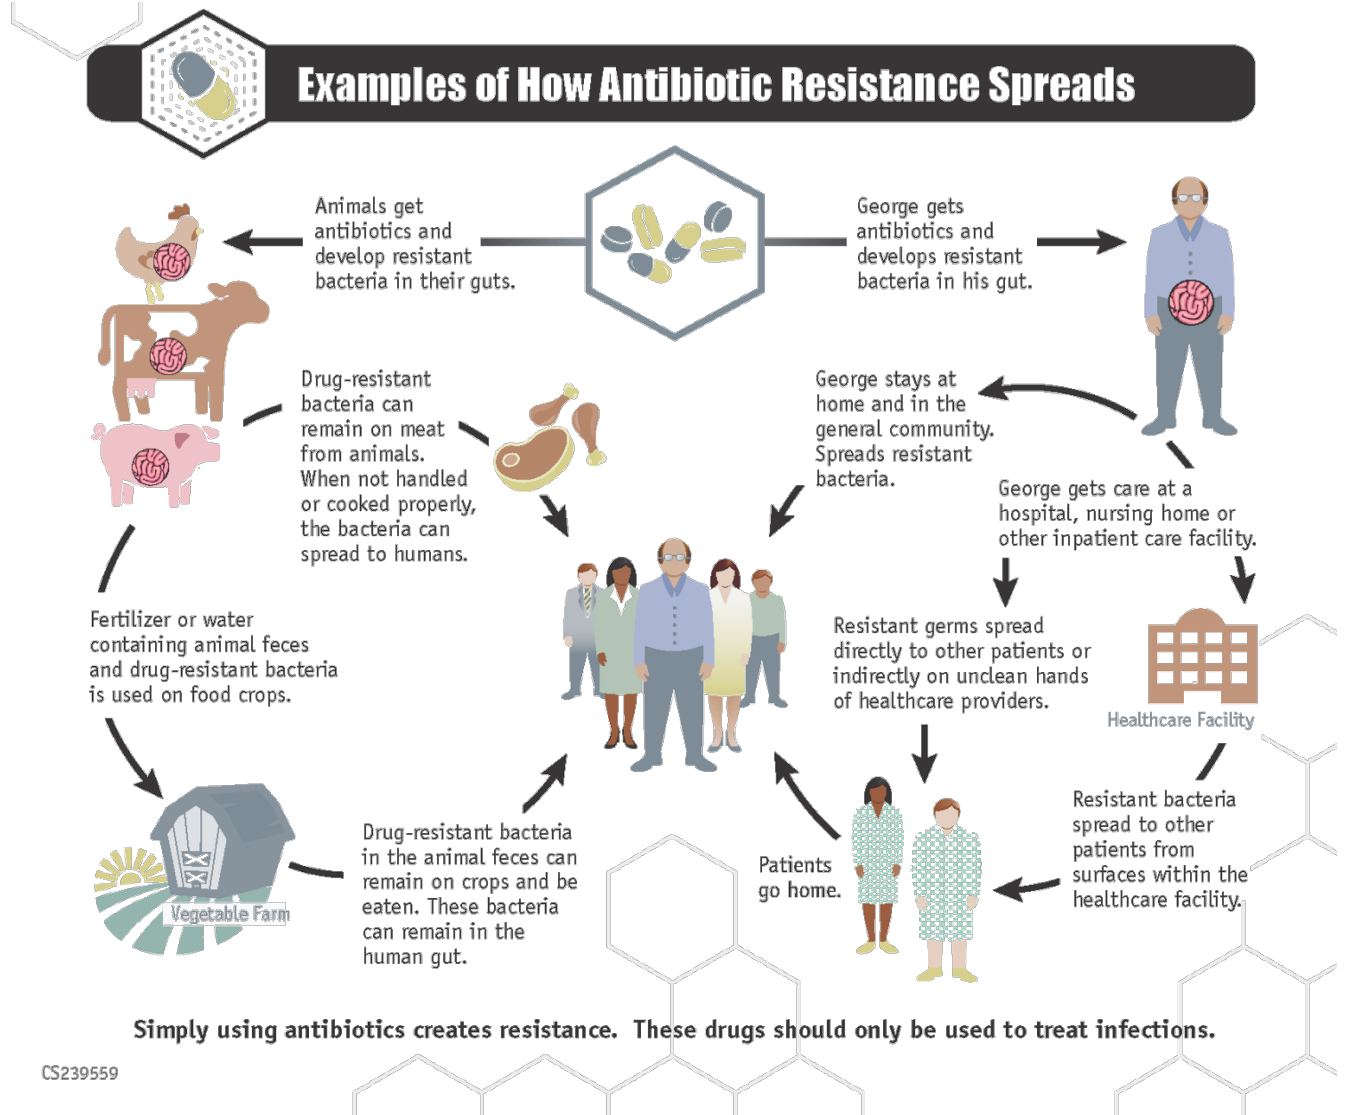 Examples of How Antibiotic Resistance Spreads
Animals get
antibiotics and
develop resistant
bacteria in their guts.
George gets
antibiotics and
develops resistant
bacteria in his gut.
Drug-resistant
bacteria can
remain on meat
from animals.
When not handled
or cooked properly,
the bacteria can
spread to humans.
George stays at
home and in the
general community.
Spreads resistant
bacteria.
George gets care at a
hospital, nursing home or
other inpatient care facility.
Fertilizer or water
containing animal feces
and drug-resistant bacteria
is used on food crops.
Resistant germs spread
directly to other patients or
indirectly on unclean hands
of healthcare providers.
Healthcare Facility
Vegetable Farm
Drug-resistant bacteria
in the animal feces can
remain on crops and be
eaten. These bacteria
can remain in the
human gut.
Patients
go home.
Resistant bacteria
spread to other
patients from
surfaces within the
healthcare facility.
Simply using antibiotics creates resistance. These drugs should only be used to treat infections.
CS239559